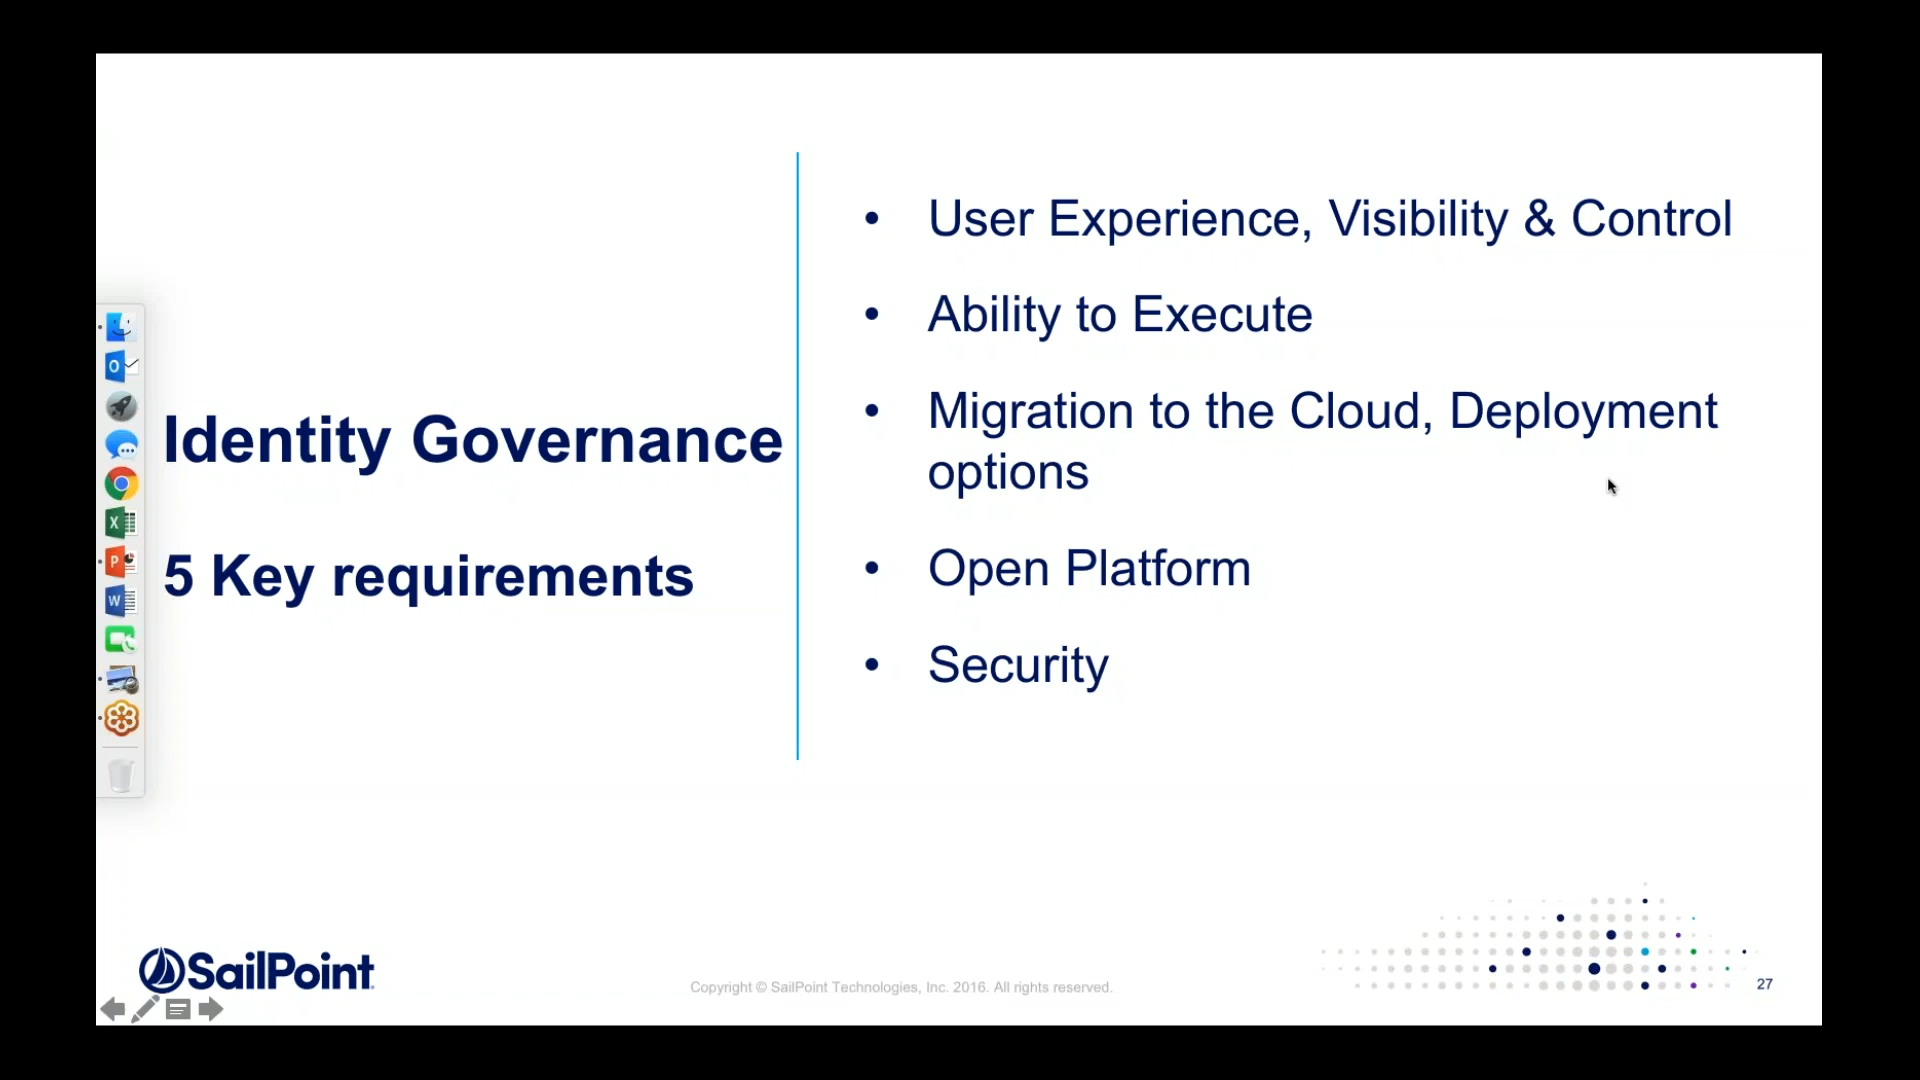 Identity Governance
5 Key requirements
• User Experience, Visibility & Control
• Ability to Execute
• Migration to the Cloud, Deployment
options
• Open Platform
• Security
SailPoint
Copyright © SailPoint Technologies, Inc. 2016. All rights reserved.
27